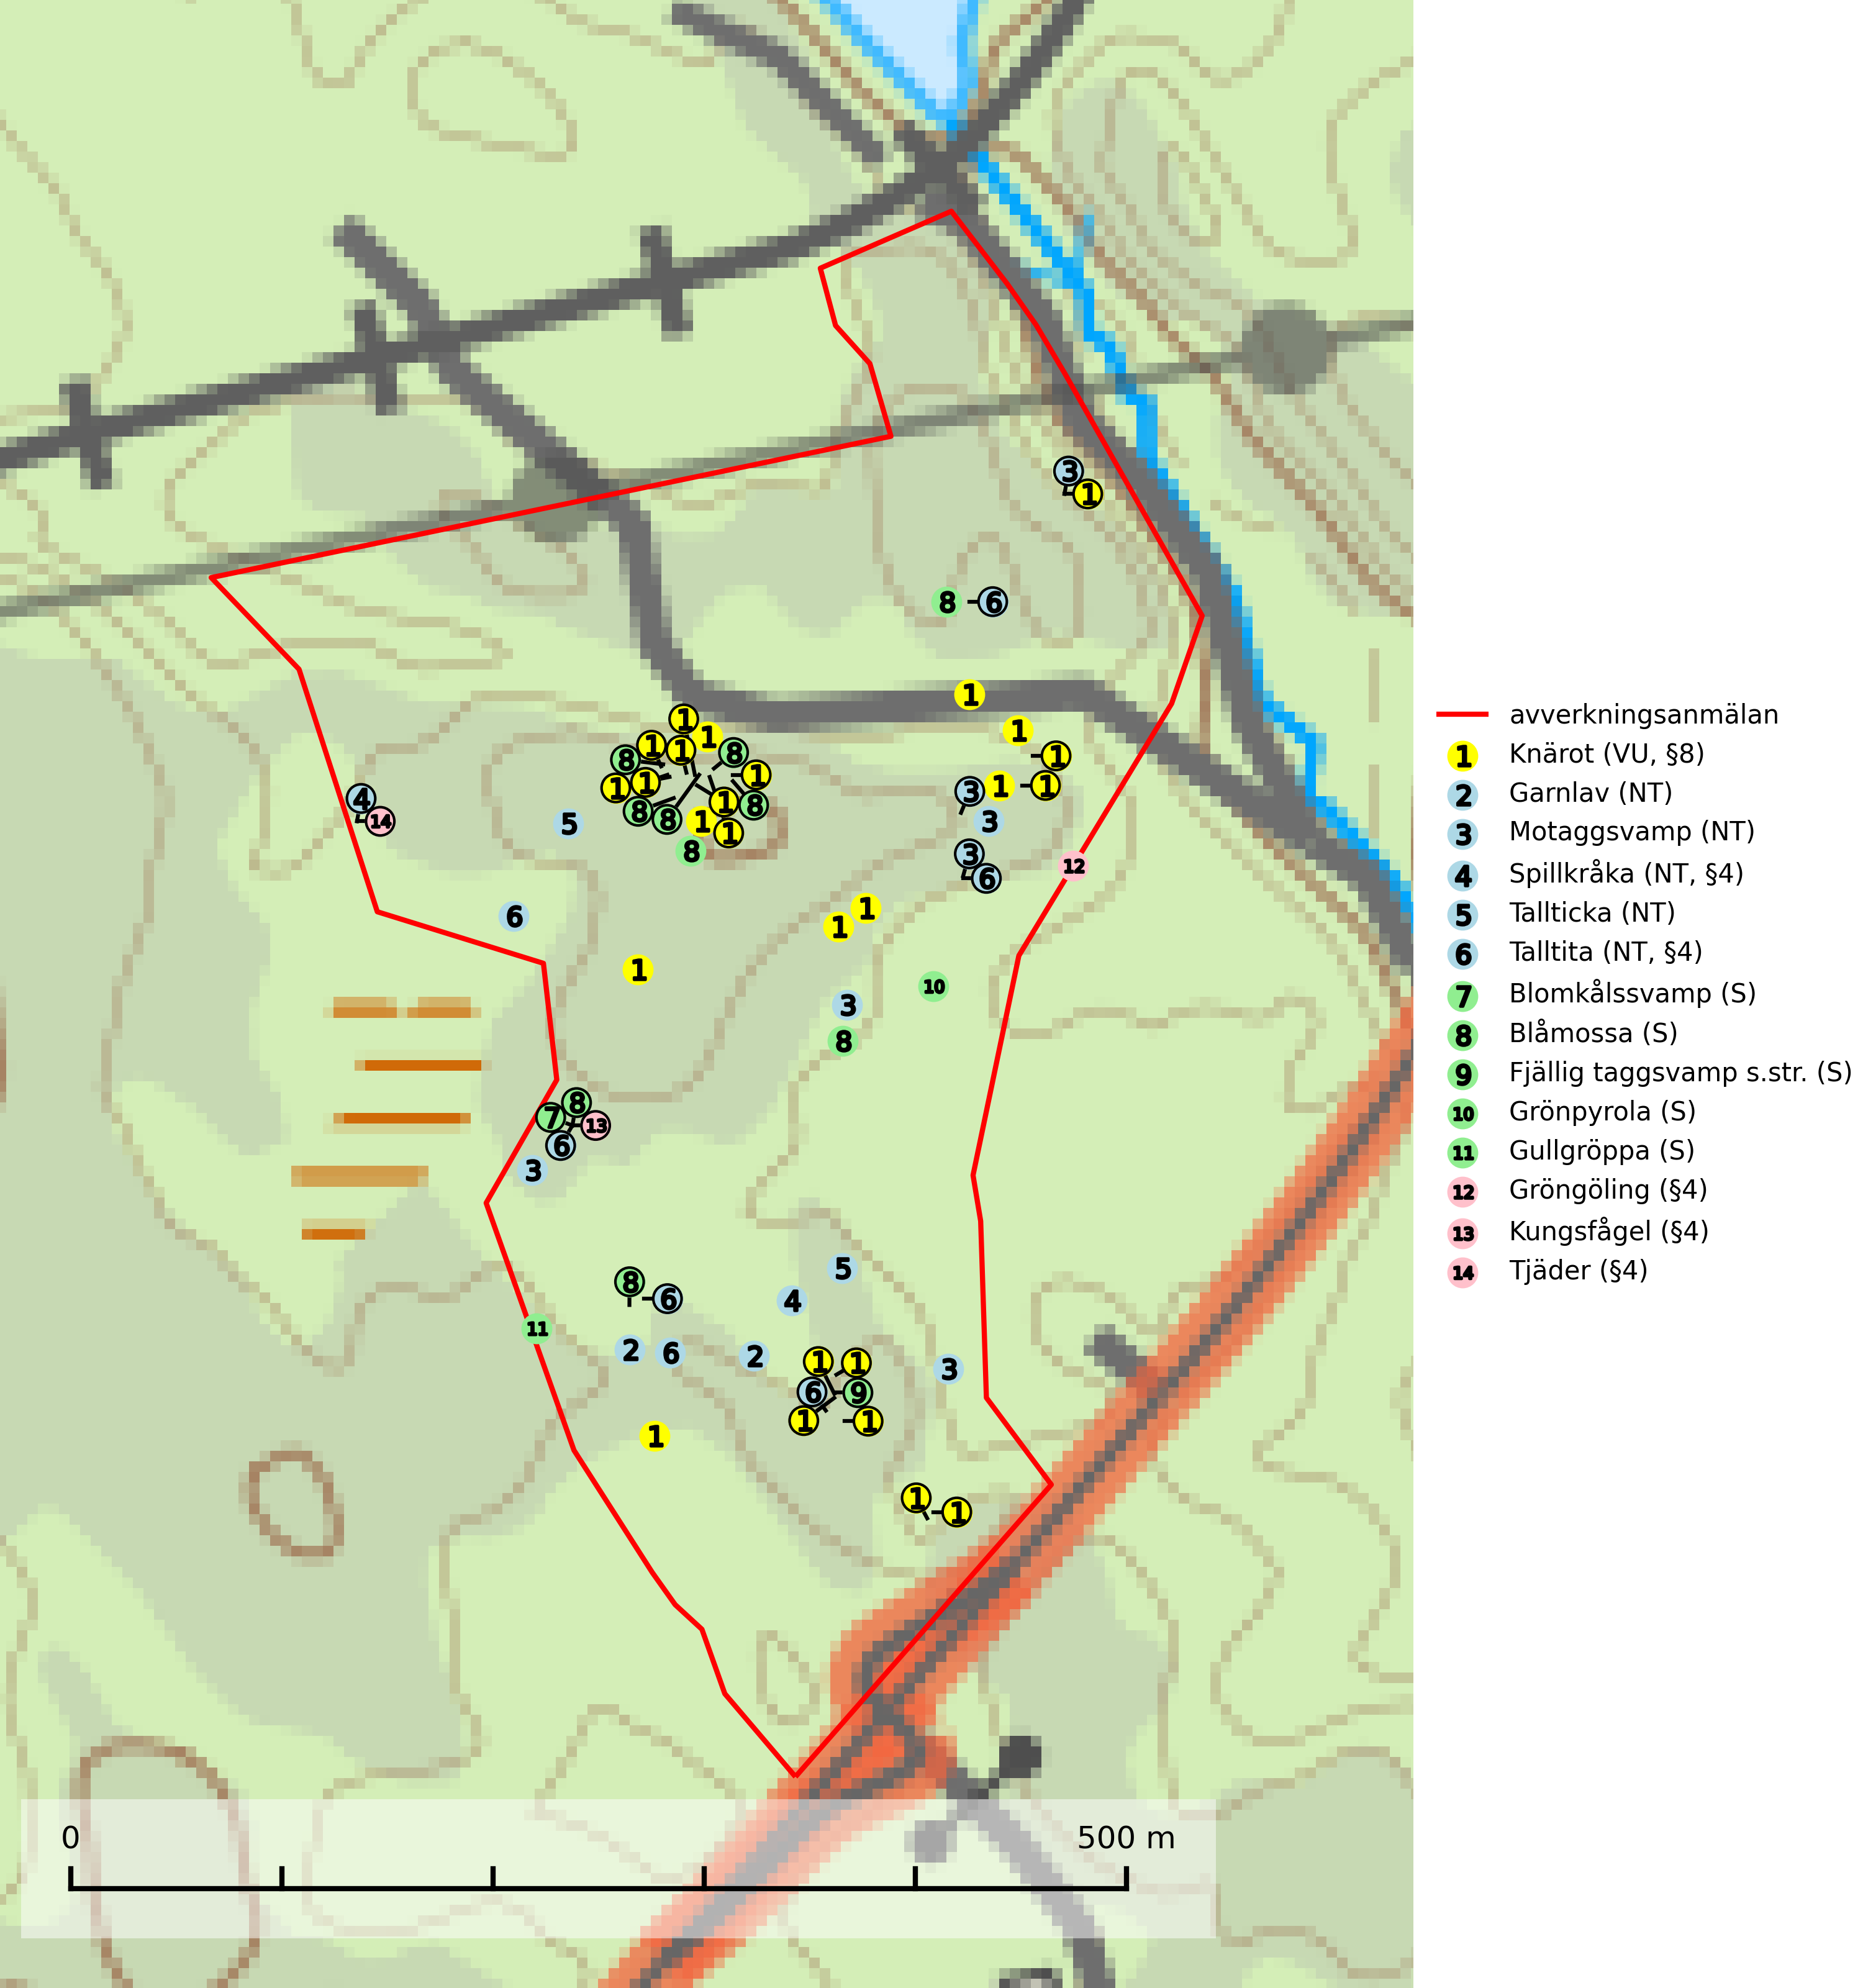 3
1
8 6
1
1
1 1 1 1 8 1
8 1
1 1 8
8 8 1 1 1
8
5
4
14
3 1 1
3
3
6
12
6
1
1
1
10
3
8
8
7 13
6
3
5
8 6
4
11
2 6 2
1 1
6 9
1 1
3
1
1 1
avverkningsanmälan
1 Knärot (VU, §8)
2 Garnlav (NT)
3 Motaggsvamp (NT)
4 Spillkråka (NT, §4)
5 Tallticka (NT)
6 Talltita (NT, §4)
7 Blomkålssvamp (S)
8 Blåmossa (S)
9 Fjällig taggsvamp s.str. (S)
10 Grönpyrola (S)
11 Gullgröppa (S)
12 Gröngöling (§4)
13 Kungsfågel (§4)
14 Tjäder (§4)
0 500 m